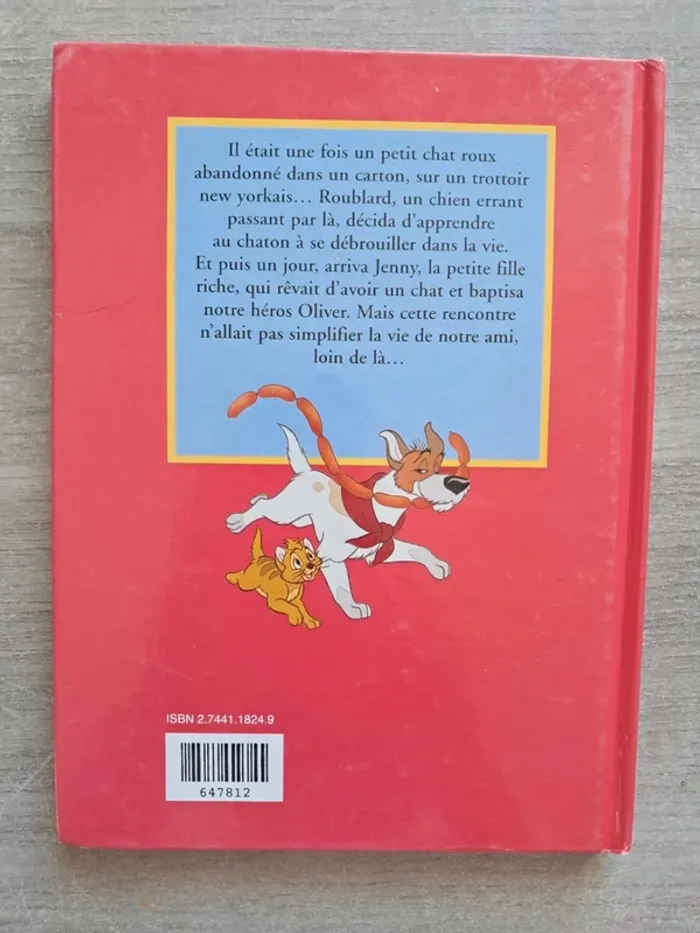 Il était une fois un petit chat roux
abandonné dans un carton, sur un trottoir
new yorkais… Roublard, un chien errant
passant par là, décida d’apprendre
au chaton à se débrouiller dans la vie.
Et puis un jour, arriva Jenny, la petite fille
riche, qui rêvait d’avoir un chat et baptisa
notre héros Oliver. Mais cette rencontre
n’allait pas simplifier la vie de notre ami,
loin de là…
ISBN 2.7441.1824.9
647812